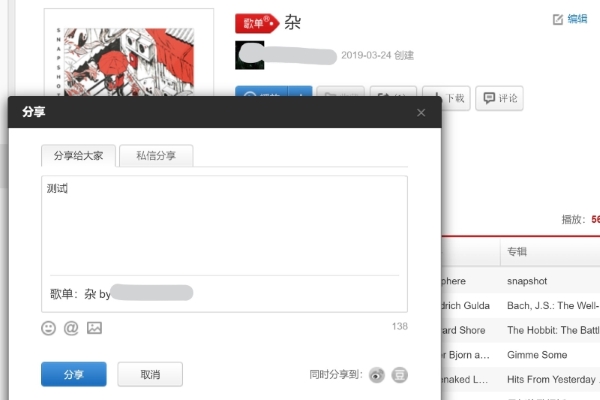 SNAPSHOT
歌单
杂
编辑
2019-03-24 创建
下载
评论
分享
分享给大家
私信分享
测试
歌单：杂 by
138
分享
取消
同时分享到：
豆
播放：
专辑
phere snapshot
drich Gulda Bach, J.S.: The Well-
ard Shore The Hobbit: The Battl
er Bjorn a... Gimme Some
nnaked L... Hits From Yesterday